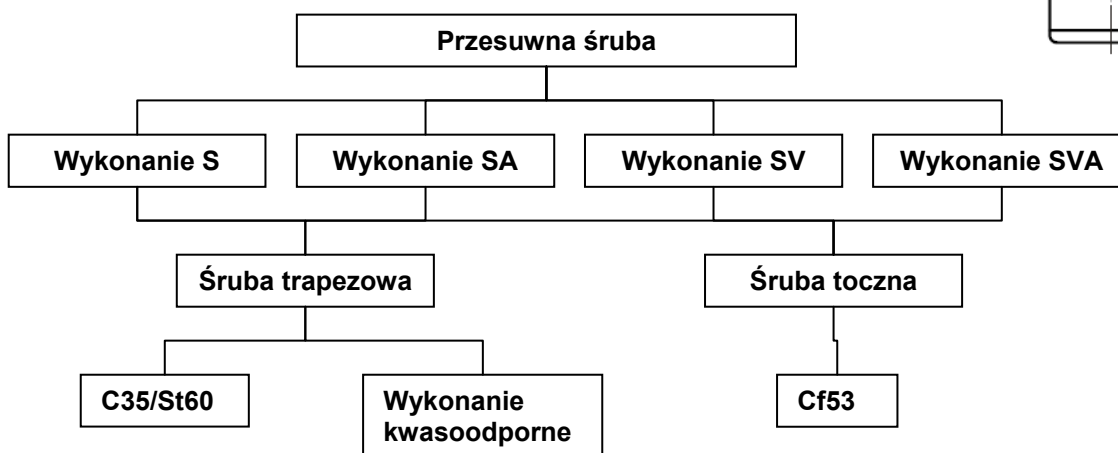 Przesuwna śruba
Wykonanie S
Wykonanie SA
Wykonanie SV
Wykonanie SVA
Śruba trapezowa
Śruba toczna
C35/St60
Wykonanie
kwasoodporne
Cf53